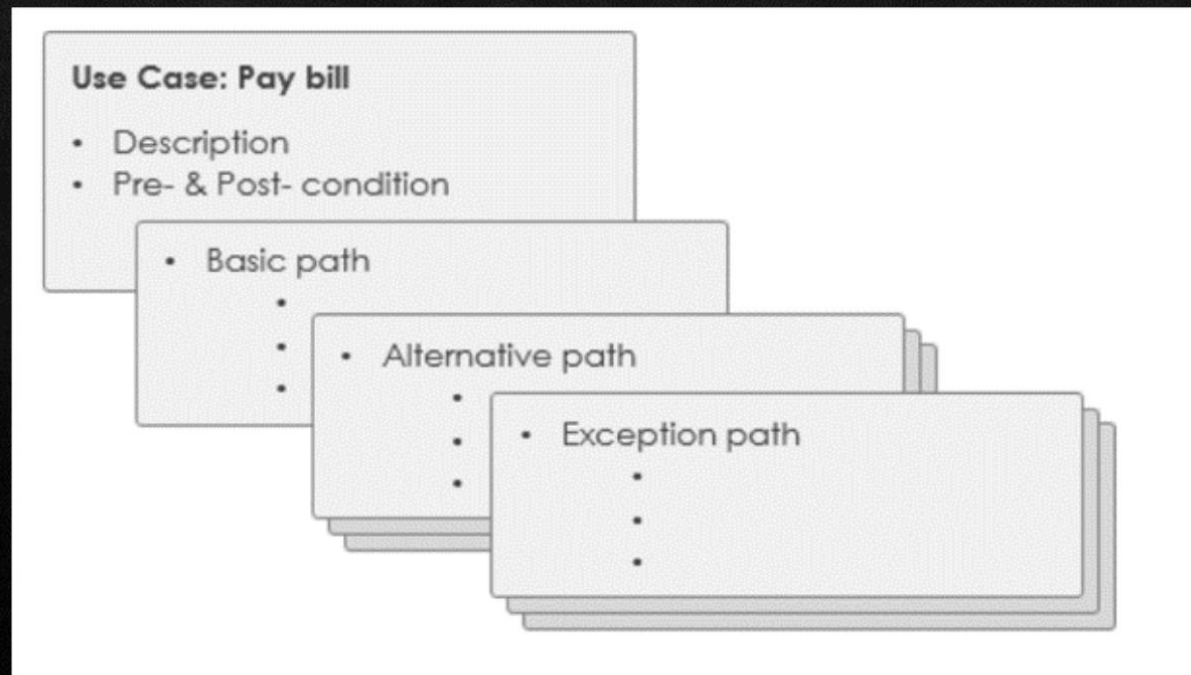 Use Case: Pay bill
• Description
• Pre- & Post- condition
• Basic path
•
•
•
• Alternative path
•
•
•
• Exception path
•
•
•